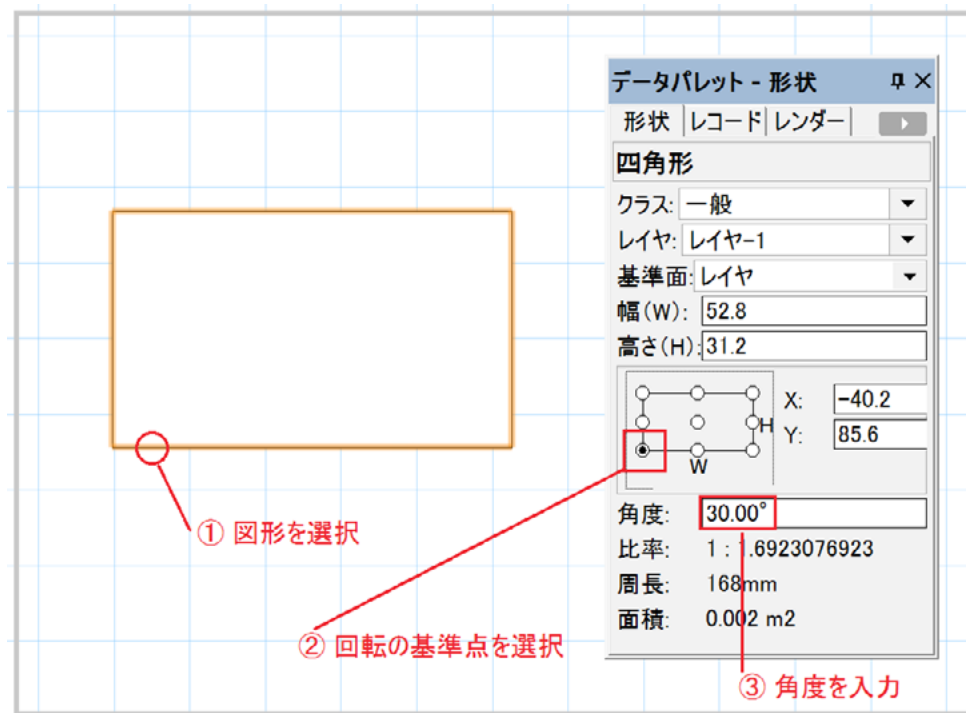 データパレット - 形状
形状 レコード レンダー
四角形
クラス: 一般
レイヤ: レイヤ-1
基準面: レイヤ
幅(W): 52.8
高さ(H): 31.2
X: -40.2
H
Y: 85.6
W
角度: 30.00°
比率: 1 : 1.6923076923
周長: 168mm
面積: 0.002 m2
① 図形を選択
② 回転の基準点を選択
③ 角度を入力